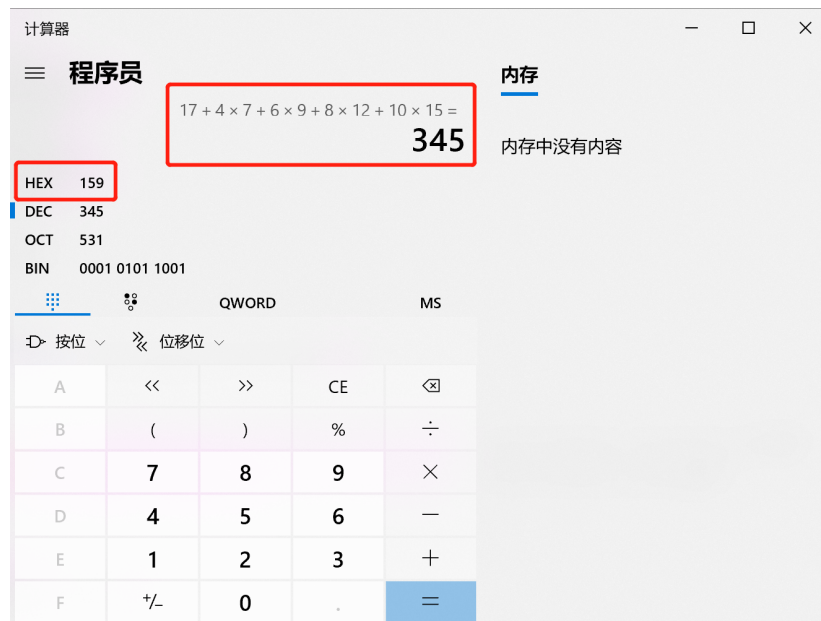 计算器
程序员
17 + 4 × 7 + 6 × 9 + 8 × 12 + 10 × 15 =
345
内存
内存中没有内容
HEX 159
DEC 345
OCT 531
BIN 0001 0101 1001
QWORD MS
按位 位移位
A << >> CE
B ( ) % ÷
C 7 8 9 ×
D 4 5 6 −
E 1 2 3 +
F +/− 0 . =